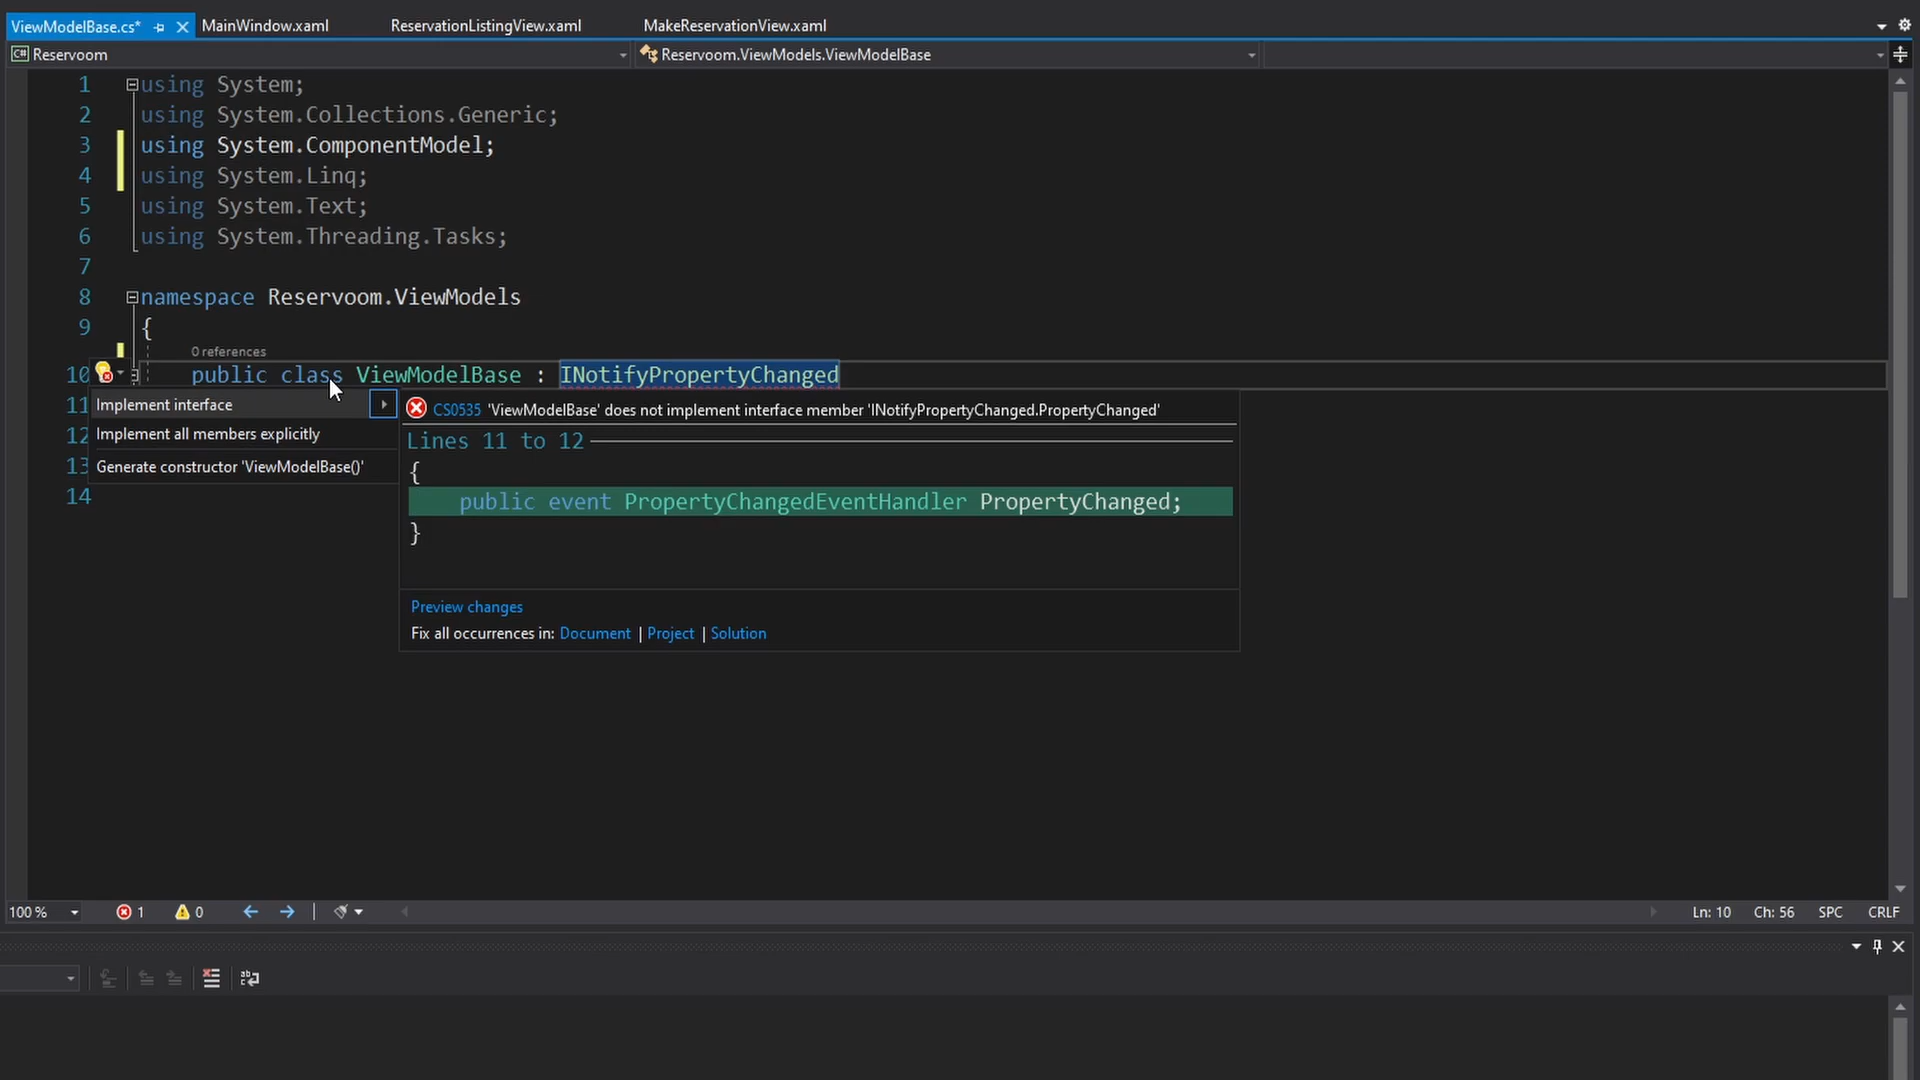 ViewModelBase.cs* MainWindow.xaml ReservationListingView.xaml MakeReservationView.xaml
C# Reservoom Reservoom.ViewModels.ViewModelBase
1 using System;
2 using System.Collections.Generic;
3 using System.ComponentModel;
4 using System.Linq;
5 using System.Text;
6 using System.Threading.Tasks;
7
8 namespace Reservoom.ViewModels
9 {
0 references
10 public class ViewModelBase : INotifyPropertyChanged
11 Implement interface
12 Implement all members explicitly
13 Generate constructor 'ViewModelBase()'
14
CS0535 'ViewModelBase' does not implement interface member 'INotifyPropertyChanged.PropertyChanged'
Lines 11 to 12
{
public event PropertyChangedEventHandler PropertyChanged;
}
Preview changes
Fix all occurrences in: Document | Project | Solution
100 % 1 0 Ln: 10 Ch: 56 SPC CRLF